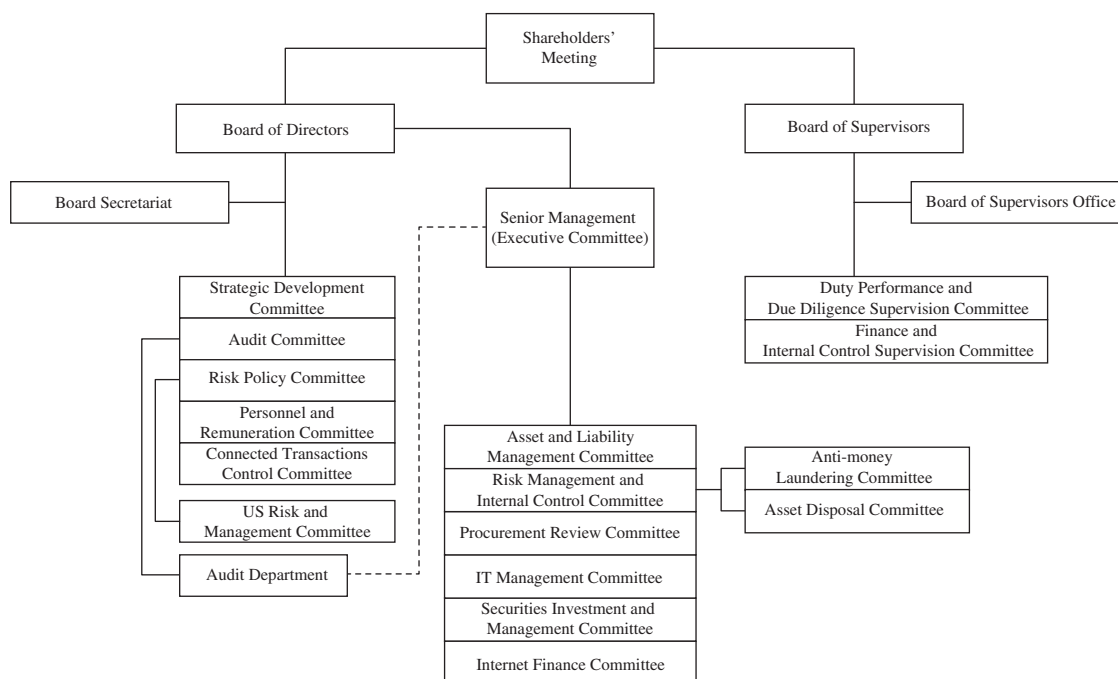 Shareholders’
Meeting
Board of Directors
Board of Supervisors
Board Secretariat
Senior Management
(Executive Committee)
Board of Supervisors Office
Strategic Development
Committee
Audit Committee
Risk Policy Committee
Personnel and
Remuneration Committee
Connected Transactions
Control Committee
US Risk and
Management Committee
Audit Department
Duty Performance and
Due Diligence Supervision Committee
Finance and
Internal Control Supervision Committee
Asset and Liability
Management Committee
Risk Management and
Internal Control Committee
Procurement Review Committee
IT Management Committee
Securities Investment and
Management Committee
Internet Finance Committee
Anti-money
Laundering Committee
Asset Disposal Committee